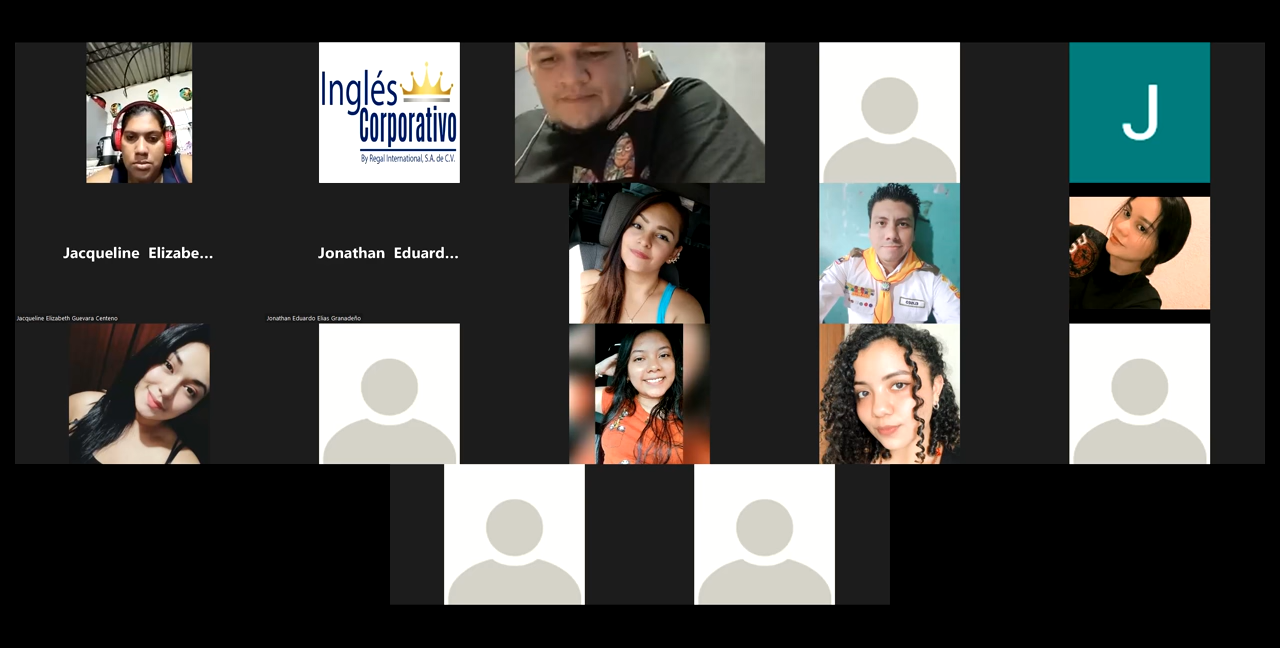 Inglés
Corporativo
By Regal International, S.A. de C.V.
J
Jacqueline Elizabe...
Jonathan Eduard...
Jacqueline Elizabeth Guevara Centeno
Jonathan Eduardo Elias Granadeño